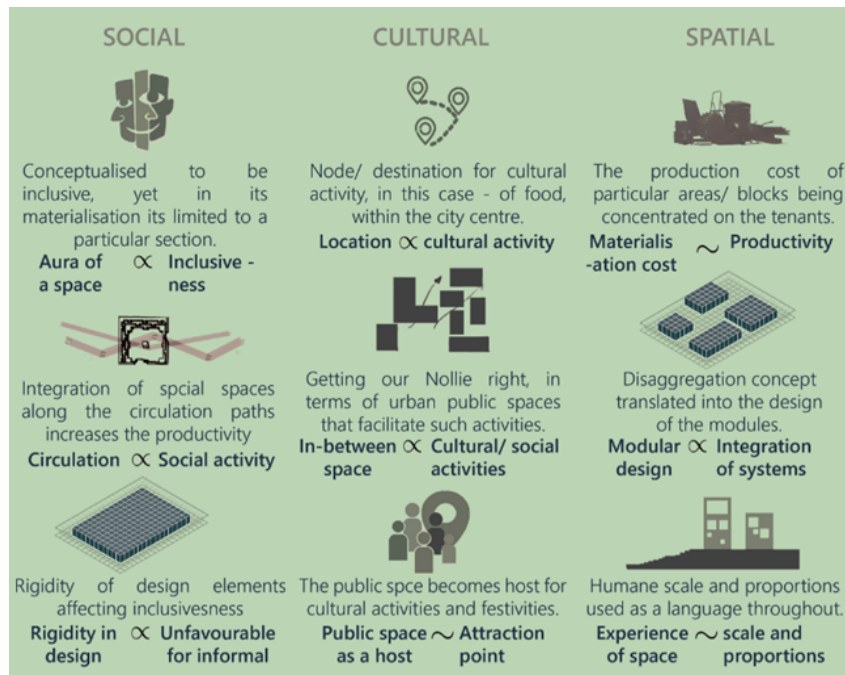 SOCIAL
Conceptualised to be
inclusive, yet in its
materialisation its limited to a
particular section.
Aura of ∝ Inclusive -
a space ness
Integration of spcial spaces
along the circulation paths
increases the productivity
Circulation ∝ Social activity
Rigidity of design elements
affecting inclusivesness
Rigidity in ∝ Unfavourable
design for informal
CULTURAL
Node/ destination for cultural
activity, in this case - of food,
within the city centre.
Location ∝ cultural activity
Getting our Nollie right, in
terms of urban public spaces
that facilitate such activities.
In-between ∝ Cultural/ social
space activities
The public spce becomes host for
cultural activities and festivities.
Public space ~ Attraction
as a host point
SPATIAL
The production cost of
particular areas/ blocks being
concentrated on the tenants.
Materialis ~ Productivity
-ation cost
Disaggregation concept
translated into the design
of the modules.
Modular ∝ Integration
design of systems
Humane scale and proportions
used as a language throughout.
Experience ~ scale and
of space proportions